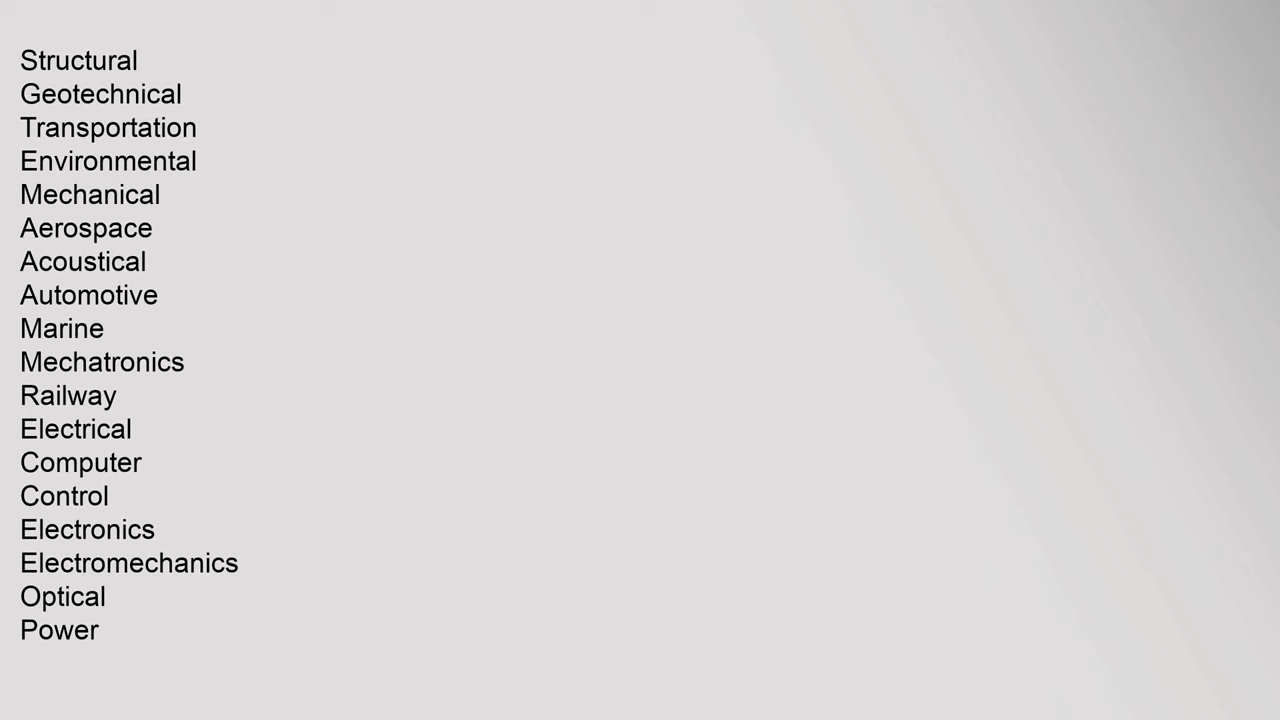 Structural
Geotechnical
Transportation
Environmental
Mechanical
Aerospace
Acoustical
Automotive
Marine
Mechatronics
Railway
Electrical
Computer
Control
Electronics
Electromechanics
Optical
Power